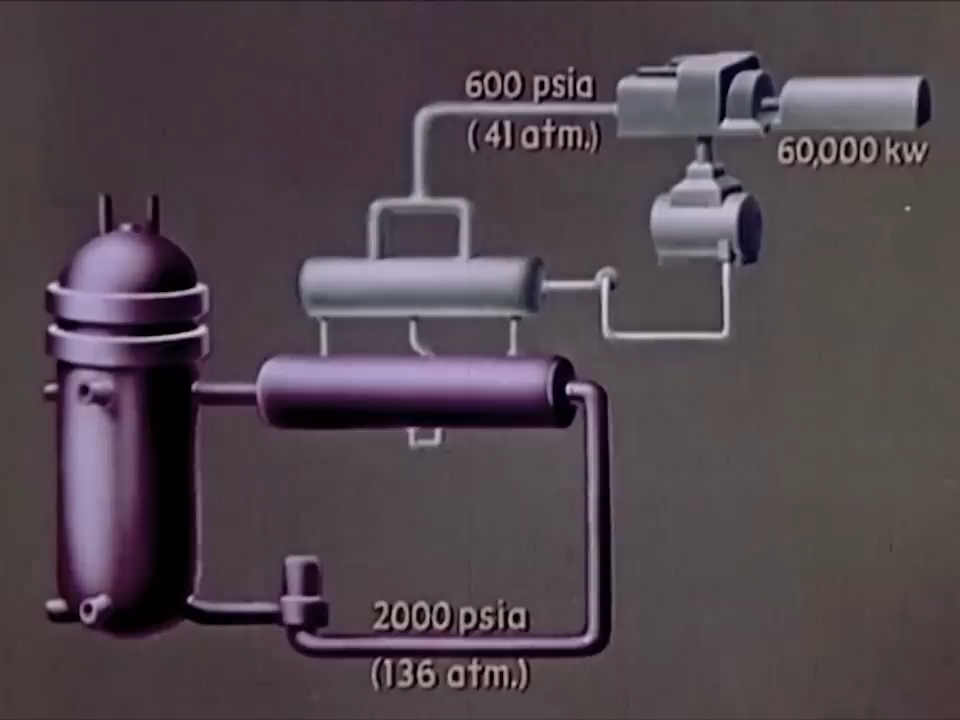 600 psia
(41 atm.)
60,000 kw
2000 psia
(136 atm.)